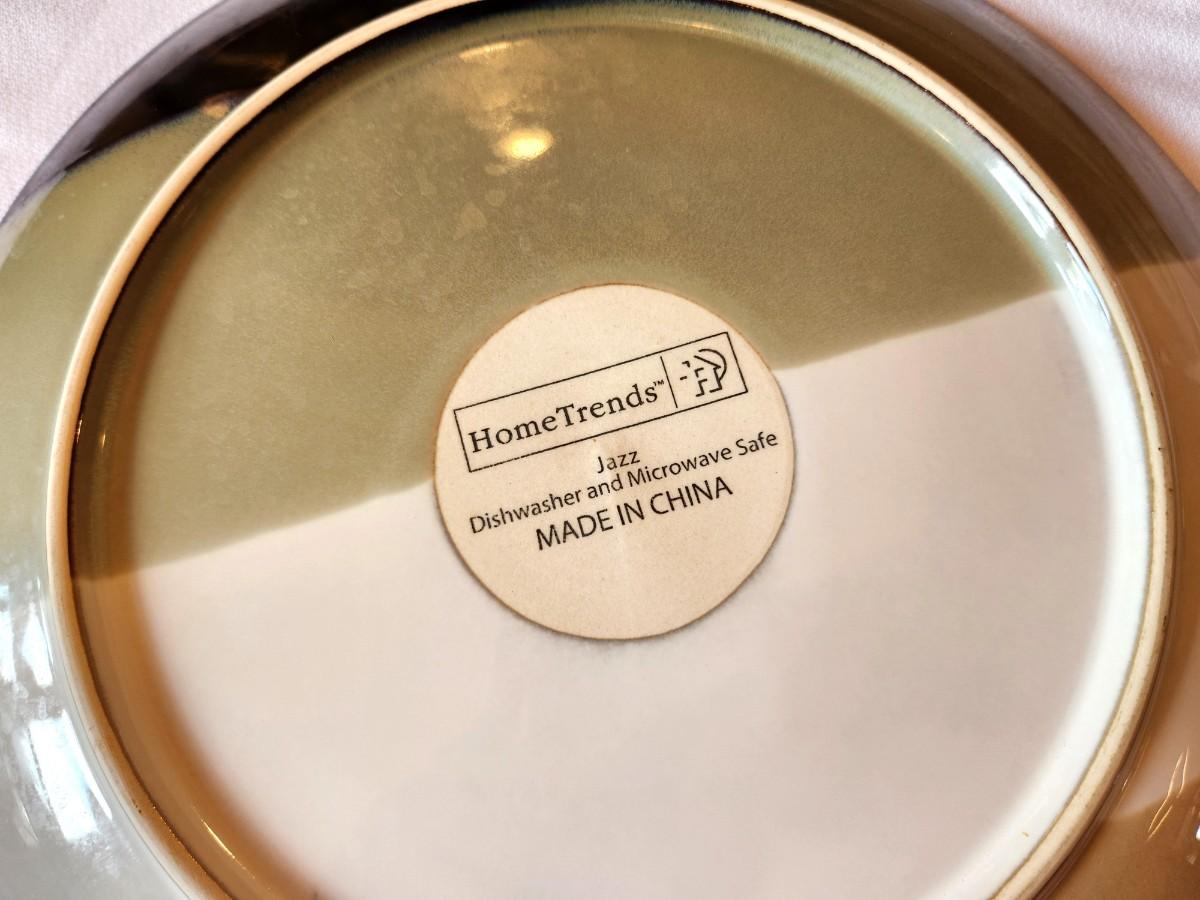 HomeTrends™
Jazz
Dishwasher and Microwave Safe
MADE IN CHINA